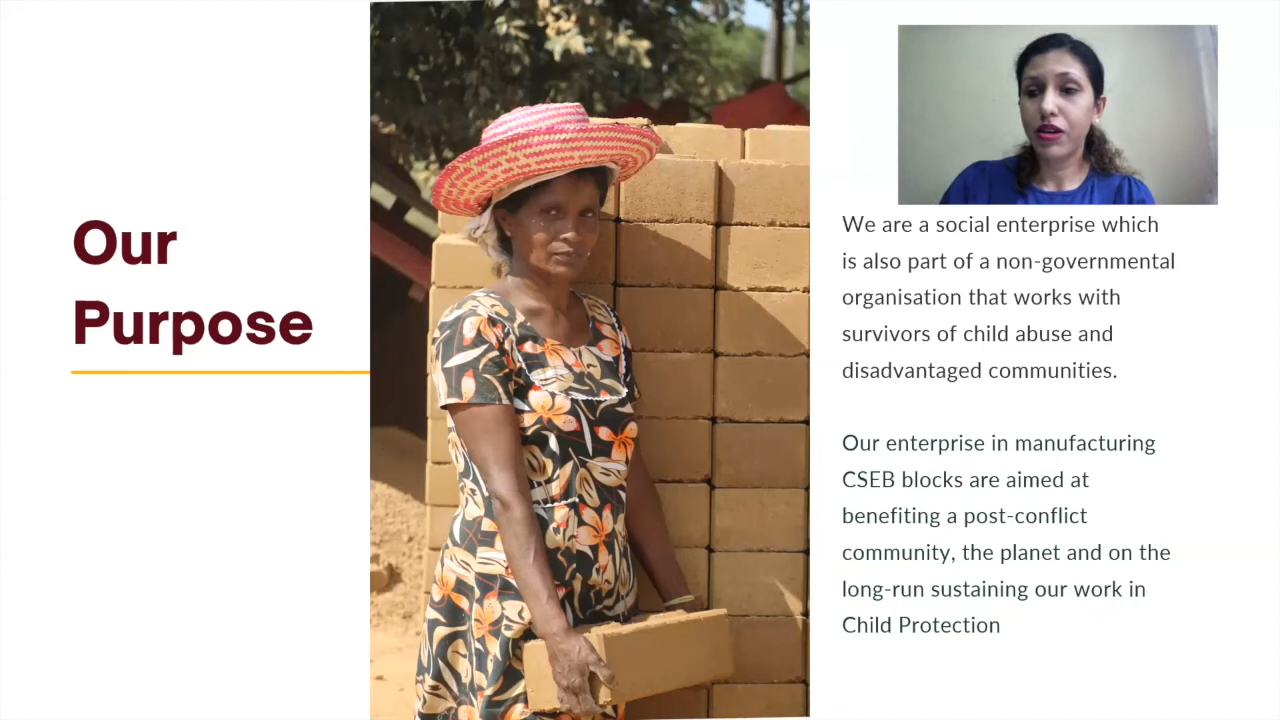 Our
Purpose
We are a social enterprise which
is also part of a non-governmental
organisation that works with
survivors of child abuse and
disadvantaged communities.
Our enterprise in manufacturing
CSEB blocks are aimed at
benefiting a post-conflict
community, the planet and on the
long-run sustaining our work in
Child Protection